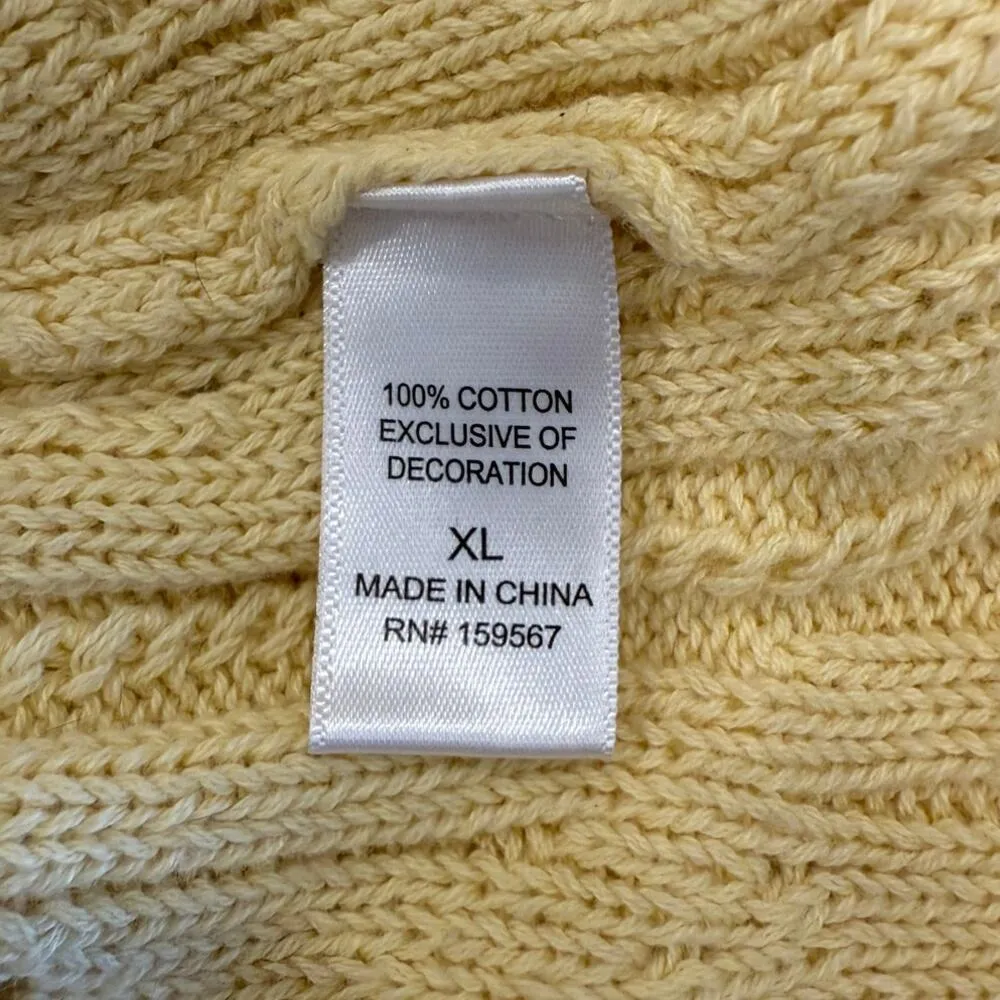 100% COTTON
EXCLUSIVE OF
DECORATION
XL
MADE IN CHINA
RN# 159567